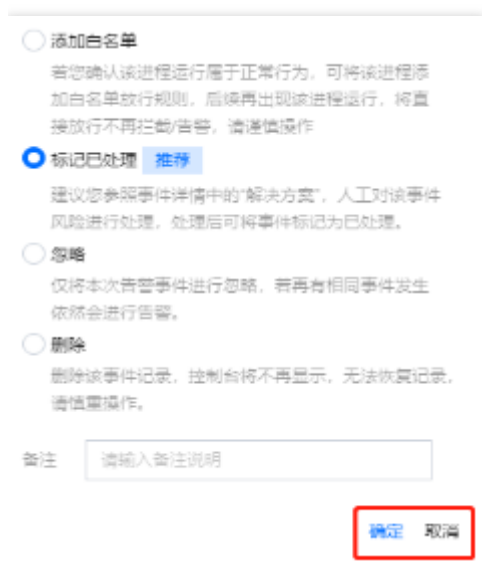 添加白名单
若您确认该进程运行属于正常行为，可将该进程添
加白名单放行规则，后续再出现该进程运行，将直
接放行不再拦截/告警，请谨慎操作
标记已处理 推荐
建议您参照事件详情中的“解决方案”，人工对该事件
风险进行处理，处理后可将事件标记为已处理。
忽略
仅将本次告警事件进行忽略，若再有相同事件发生
依然会进行告警。
删除
删除该事件记录，控制台将不再显示，无法恢复记录，
请慎重操作。
备注 请输入备注说明
确定 取消